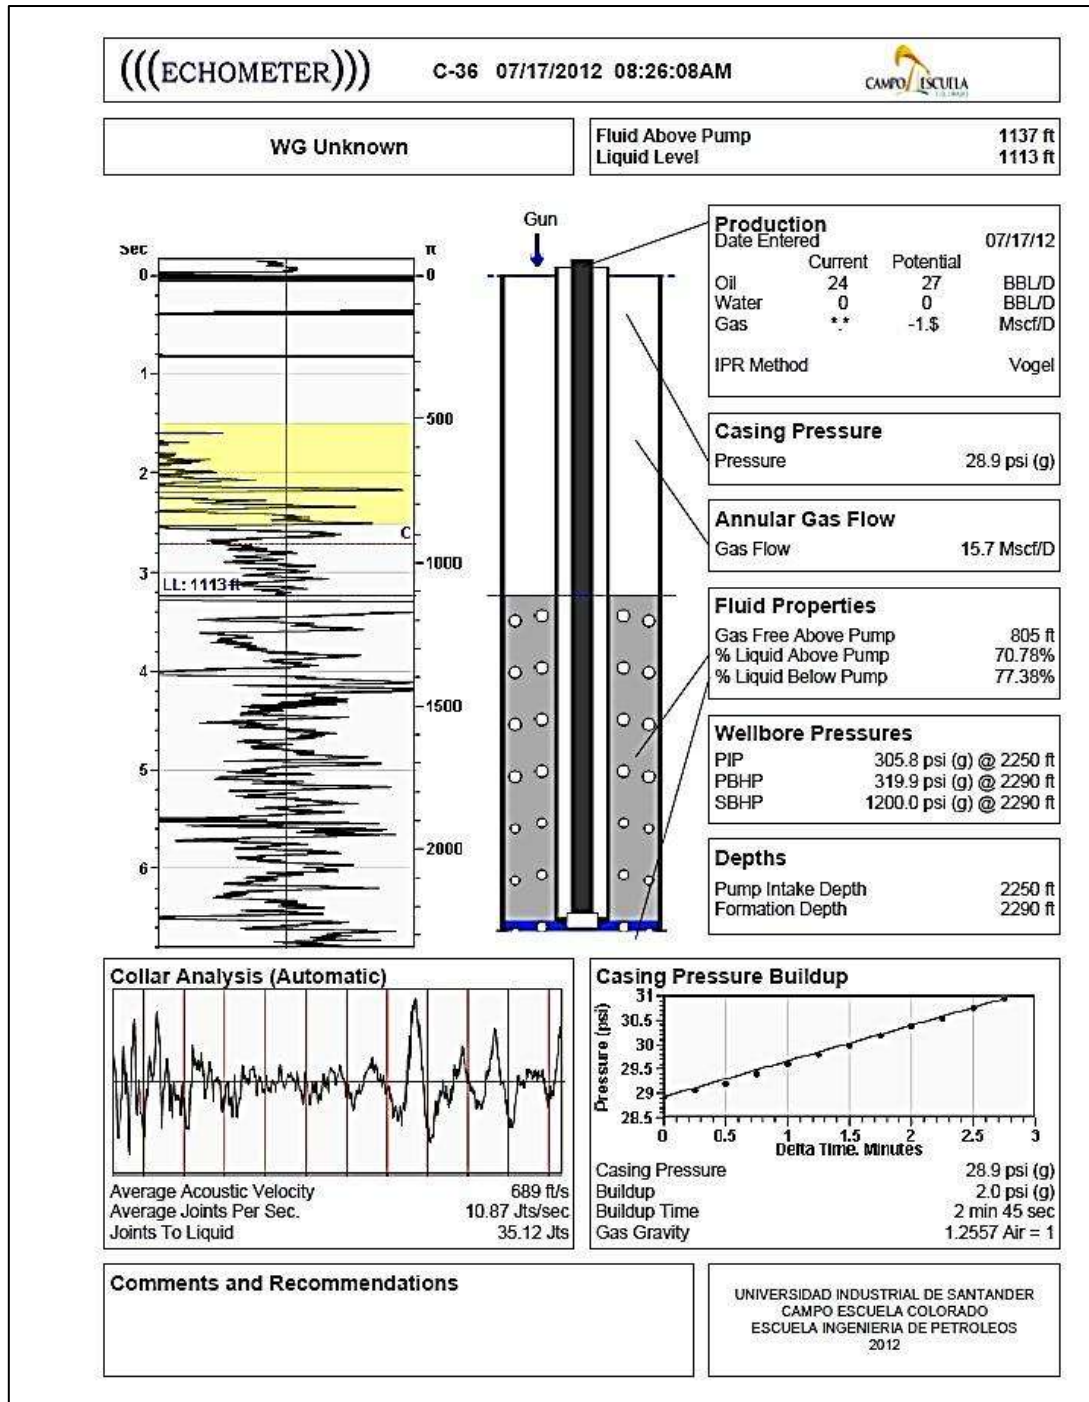 (((ECHOMETER))) C-36 07/17/2012 08:26:08AM CAMPO ESCUELA COLORADO
WG Unknown
Fluid Above Pump 1137 ft
Liquid Level 1113 ft
Sec ft
0 0
1
500
2
C
1000
3
LL: 1113 ft
4
1500
5
2000
6
Gun
Production
Date Entered 07/17/12
Current Potential
Oil 24 27 BBL/D
Water 0 0 BBL/D
Gas *.* -1.$ Mscf/D
IPR Method Vogel
Casing Pressure
Pressure 28.9 psi (g)
Annular Gas Flow
Gas Flow 15.7 Mscf/D
Fluid Properties
Gas Free Above Pump 805 ft
% Liquid Above Pump 70.78%
% Liquid Below Pump 77.38%
Wellbore Pressures
PIP 305.8 psi (g) @ 2250 ft
PBHP 319.9 psi (g) @ 2290 ft
SBHP 1200.0 psi (g) @ 2290 ft
Depths
Pump Intake Depth 2250 ft
Formation Depth 2290 ft
Collar Analysis (Automatic)
Average Acoustic Velocity 689 ft/s
Average Joints Per Sec. 10.87 Jts/sec
Joints To Liquid 35.12 Jts
Casing Pressure Buildup
Pressure (psi)
31
30.5
30
29.5
29
28.5
0 0.5 1 1.5 2 2.5 3
Delta Time. Minutes
Casing Pressure 28.9 psi (g)
Buildup 2.0 psi (g)
Buildup Time 2 min 45 sec
Gas Gravity 1.2557 Air = 1
Comments and Recommendations
UNIVERSIDAD INDUSTRIAL DE SANTANDER
CAMPO ESCUELA COLORADO
ESCUELA INGENIERIA DE PETROLEOS
2012